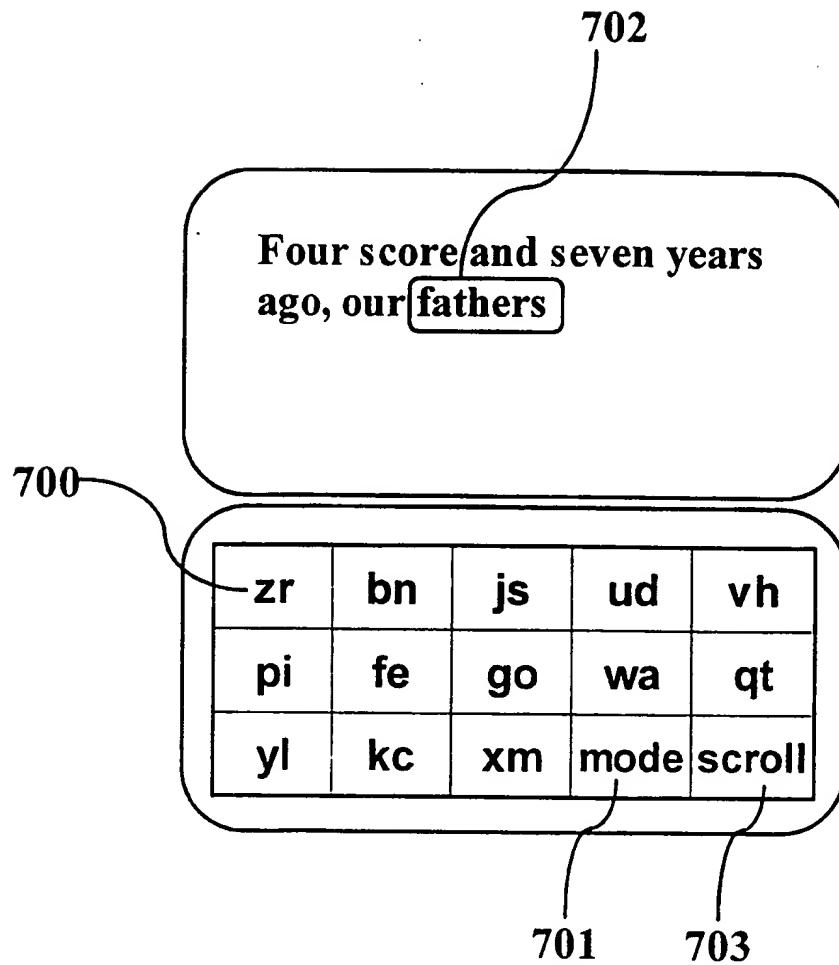 702
Four score and seven years
ago, our fathers
700
zr bn js ud vh
pi fe go wa qt
yl kc xm mode scroll
701 703